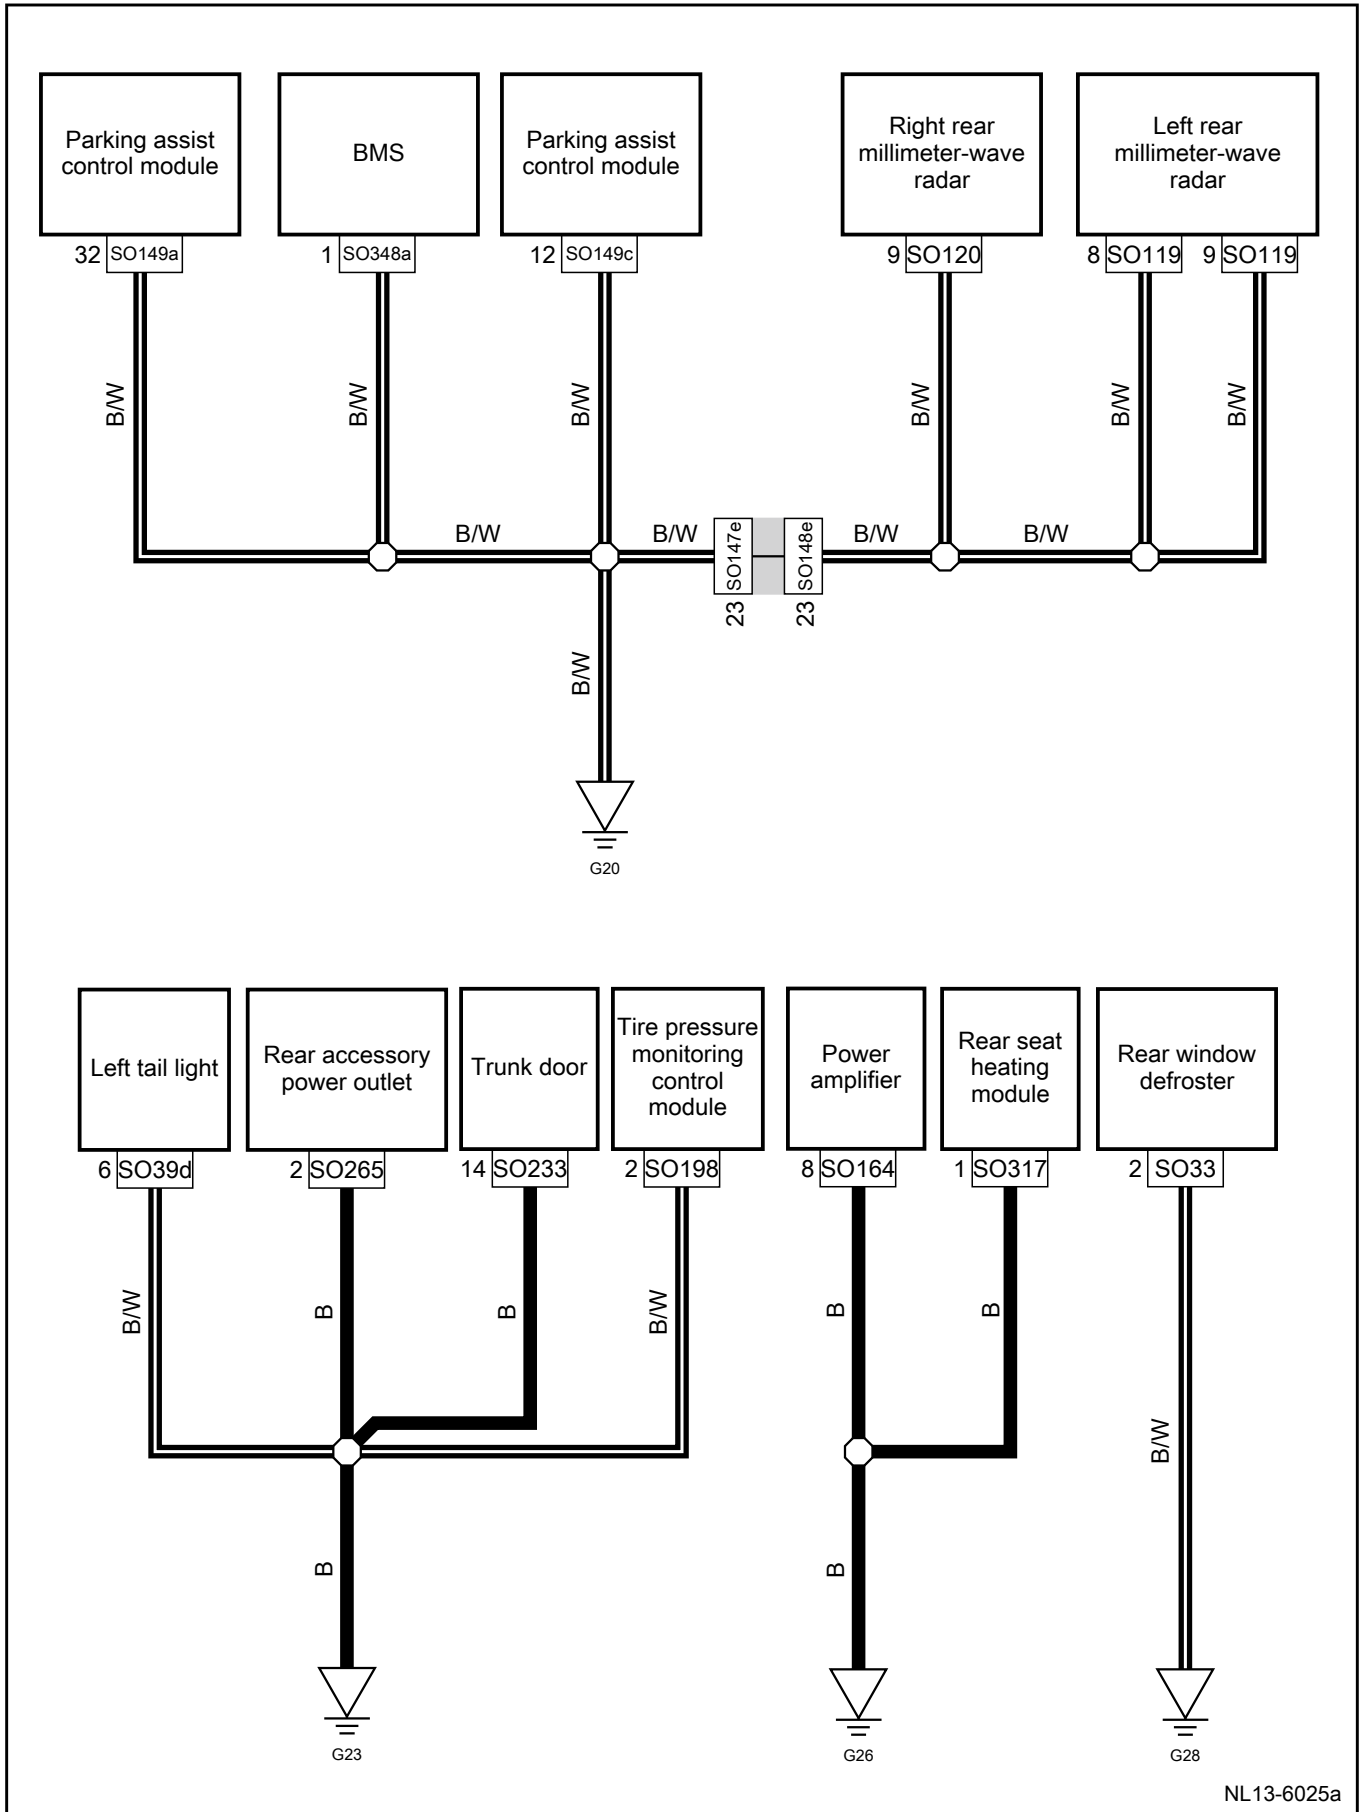 Parking assist
control module
BMS
Parking assist
control module
Right rear
millimeter-wave
radar
Left rear
millimeter-wave
radar
32 SO149a
1 SO348a
12 SO149c
9 SO120
8 SO119
9 SO119
B/W
B/W
B/W
B/W
B/W
B/W
B/W
B/W
SO147e
23
SO148e
23
B/W
B/W
B/W
G20
Left tail light
Rear accessory
power outlet
Trunk door
Tire pressure
monitoring
control
module
Power
amplifier
Rear seat
heating
module
Rear window
defroster
6 SO39d
2 SO265
14 SO233
2 SO198
8 SO164
1 SO317
2 SO33
B/W
B
B
B/W
B
B
B/W
B
B
G23
G26
G28
NL13-6025a